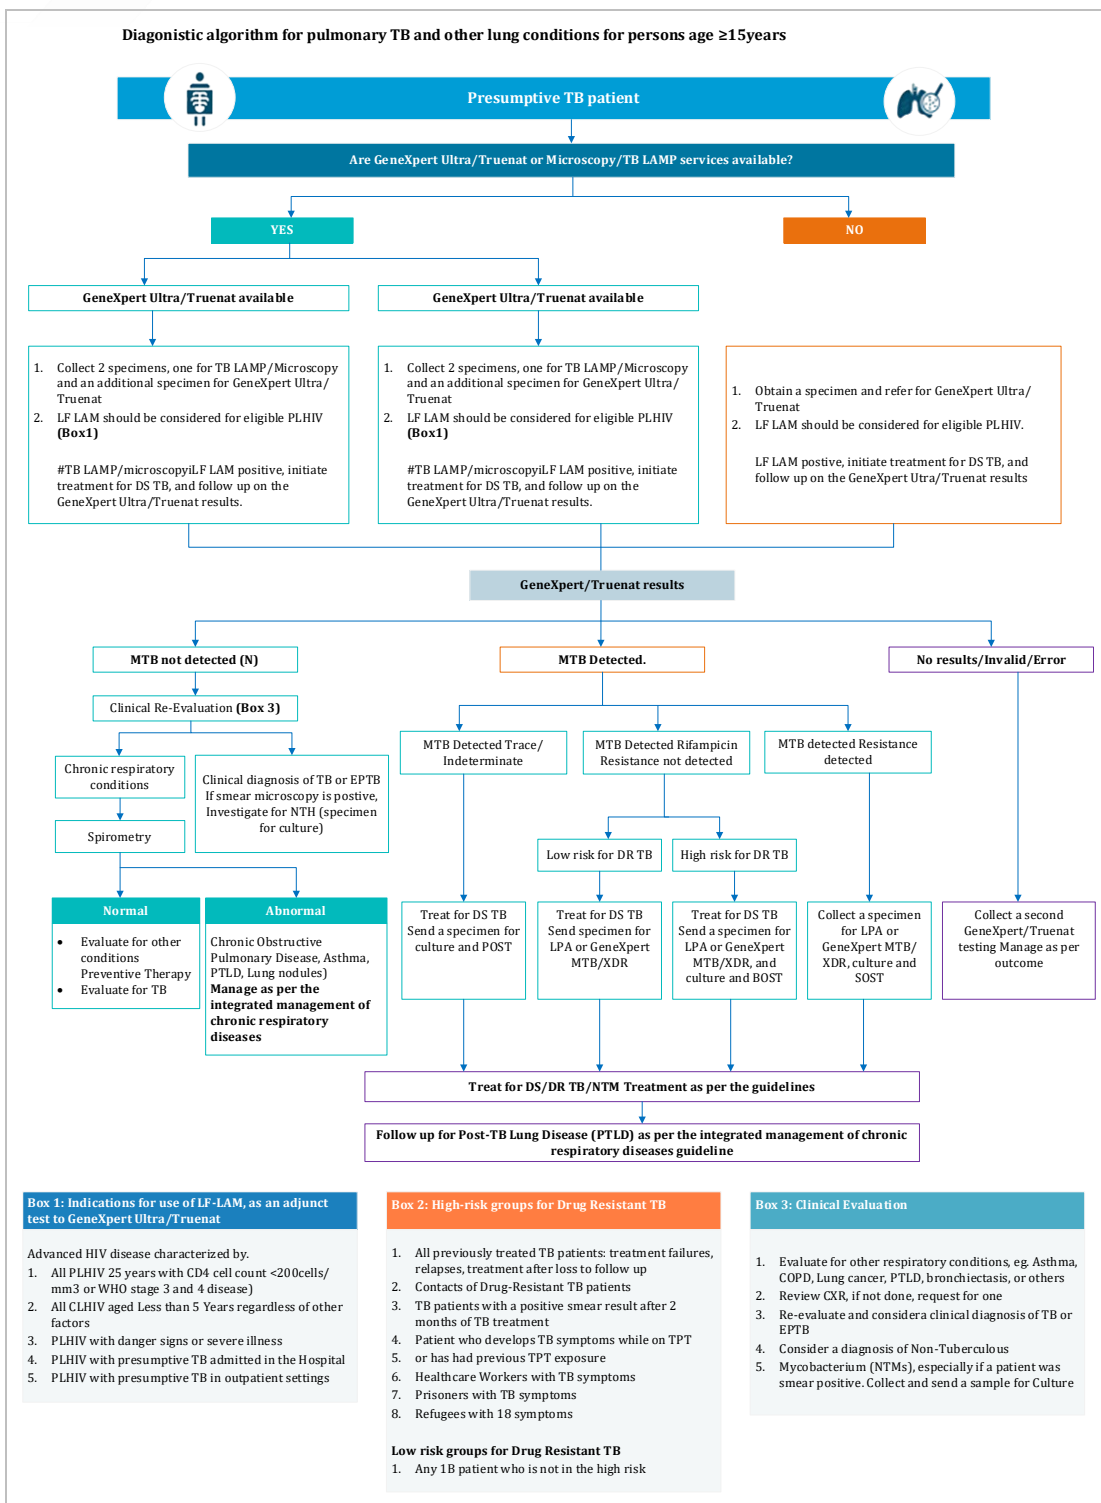 Diagonistic algorithm for pulmonary TB and other lung conditions for persons age ≥15years
Presumptive TB patient
Are GeneXpert Ultra/Truenat or Microscopy/TB LAMP services available?
YES
NO
GeneXpert Ultra/Truenat available
GeneXpert Ultra/Truenat available
1. Collect 2 specimens, one for TB LAMP/Microscopy
and an additional specimen for GeneXpert Ultra/
Truenat
2. LF LAM should be considered for eligible PLHIV
(Box1)
#TB LAMP/microscopyiLF LAM positive, initiate
treatment for DS TB, and follow up on the
GeneXpert Ultra/Truenat results.
1. Collect 2 specimens, one for TB LAMP/Microscopy
and an additional specimen for GeneXpert Ultra/
Truenat
2. LF LAM should be considered for eligible PLHIV
(Box1)
#TB LAMP/microscopyiLF LAM positive, initiate
treatment for DS TB, and follow up on the
GeneXpert Ultra/Truenat results.
1. Obtain a specimen and refer for GeneXpert Ultra/
Truenat
2. LF LAM should be considered for eligible PLHIV.
LF LAM postive, initiate treatment for DS TB, and
follow up on the GeneXpert Utra/Truenat results
GeneXpert/Truenat results
MTB not detected (N)
MTB Detected.
No results/Invalid/Error
Clinical Re-Evaluation (Box 3)
Chronic respiratory
conditions
Clinical diagnosis of TB or EPTB
If smear microscopy is postive,
Investigate for NTH (specimen
for culture)
Spirometry
MTB Detected Trace/
Indeterminate
MTB Detected Rifampicin
Resistance not detected
MTB detected Resistance
detected
Low risk for DR TB
High risk for DR TB
Normal
• Evaluate for other
conditions
Preventive Therapy
• Evaluate for TB
Abnormal
Chronic Obstructive
Pulmonary Disease, Asthma,
PTLD, Lung nodules)
Manage as per the
integrated management of
chronic respiratory
diseases
Treat for DS TB
Send a specimen for
culture and POST
Treat for DS TB
Send specimen for
LPA or GeneXpert
MTB/XDR
Treat for DS TB
Send a specimen for
LPA or GeneXpert
MTB/XDR, and
culture and BOST
Collect a specimen
for LPA or
GeneXpert MTB/
XDR, culture and
SOST
Collect a second
GeneXpert/Truenat
testing Manage as per
outcome
Treat for DS/DR TB/NTM Treatment as per the guidelines
Follow up for Post-TB Lung Disease (PTLD) as per the integrated management of chronic
respiratory diseases guideline
Box 1: Indications for use of LF-LAM, as an adjunct
test to GeneXpert Ultra/Truenat
Advanced HIV disease characterized by.
1. All PLHIV 25 years with CD4 cell count <200cells/
mm3 or WHO stage 3 and 4 disease)
2. All CLHIV aged Less than 5 Years regardless of other
factors
3. PLHIV with danger signs or severe illness
4. PLHIV with presumptive TB admitted in the Hospital
5. PLHIV with presumptive TB in outpatient settings
Box 2: High-risk groups for Drug Resistant TB
1. All previously treated TB patients: treatment failures,
relapses, treatment after loss to follow up
2. Contacts of Drug-Resistant TB patients
3. TB patients with a positive smear result after 2
months of TB treatment
4. Patient who develops TB symptoms while on TPT
5. or has had previous TPT exposure
6. Healthcare Workers with TB symptoms
7. Prisoners with TB symptoms
8. Refugees with 18 symptoms
Low risk groups for Drug Resistant TB
1. Any 1B patient who is not in the high risk
Box 3: Clinical Evaluation
1. Evaluate for other respiratory conditions, eg. Asthma,
COPD, Lung cancer, PTLD, bronchiectasis, or others
2. Review CXR, if not done, request for one
3. Re-evaluate and considera clinical diagnosis of TB or
EPTB
4. Consider a diagnosis of Non-Tuberculous
5. Mycobacterium (NTMs), especially if a patient was
smear positive. Collect and send a sample for Culture